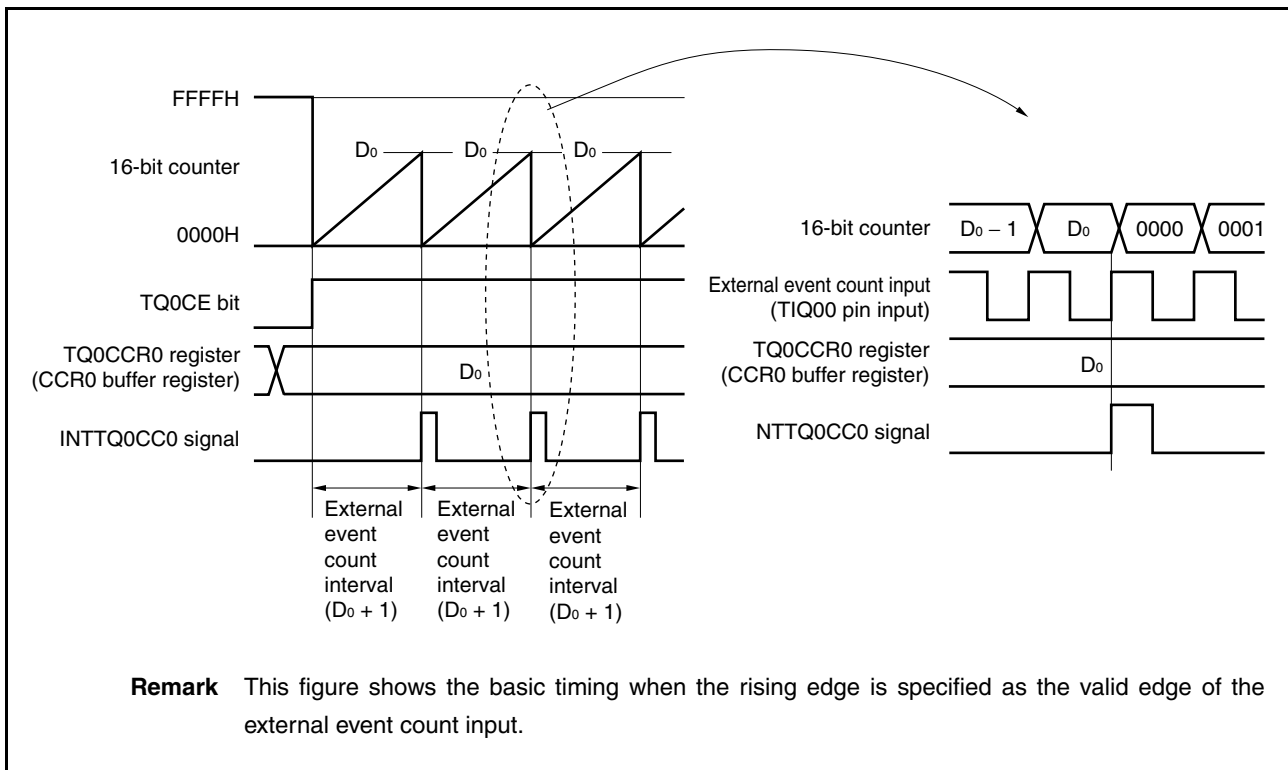 FFFFH
16-bit counter
0000H
D0 D0 D0
TQ0CE bit
TQ0CCR0 register
(CCR0 buffer register)
D0
INTTQ0CC0 signal
External
event
count
interval
(D0 + 1)
External
event
count
interval
(D0 + 1)
External
event
count
interval
(D0 + 1)
16-bit counter
D0 – 1 D0 0000 0001
External event count input
(TIQ00 pin input)
TQ0CCR0 register
(CCR0 buffer register)
D0
NTTQ0CC0 signal
Remark This figure shows the basic timing when the rising edge is specified as the valid edge of the
external event count input.